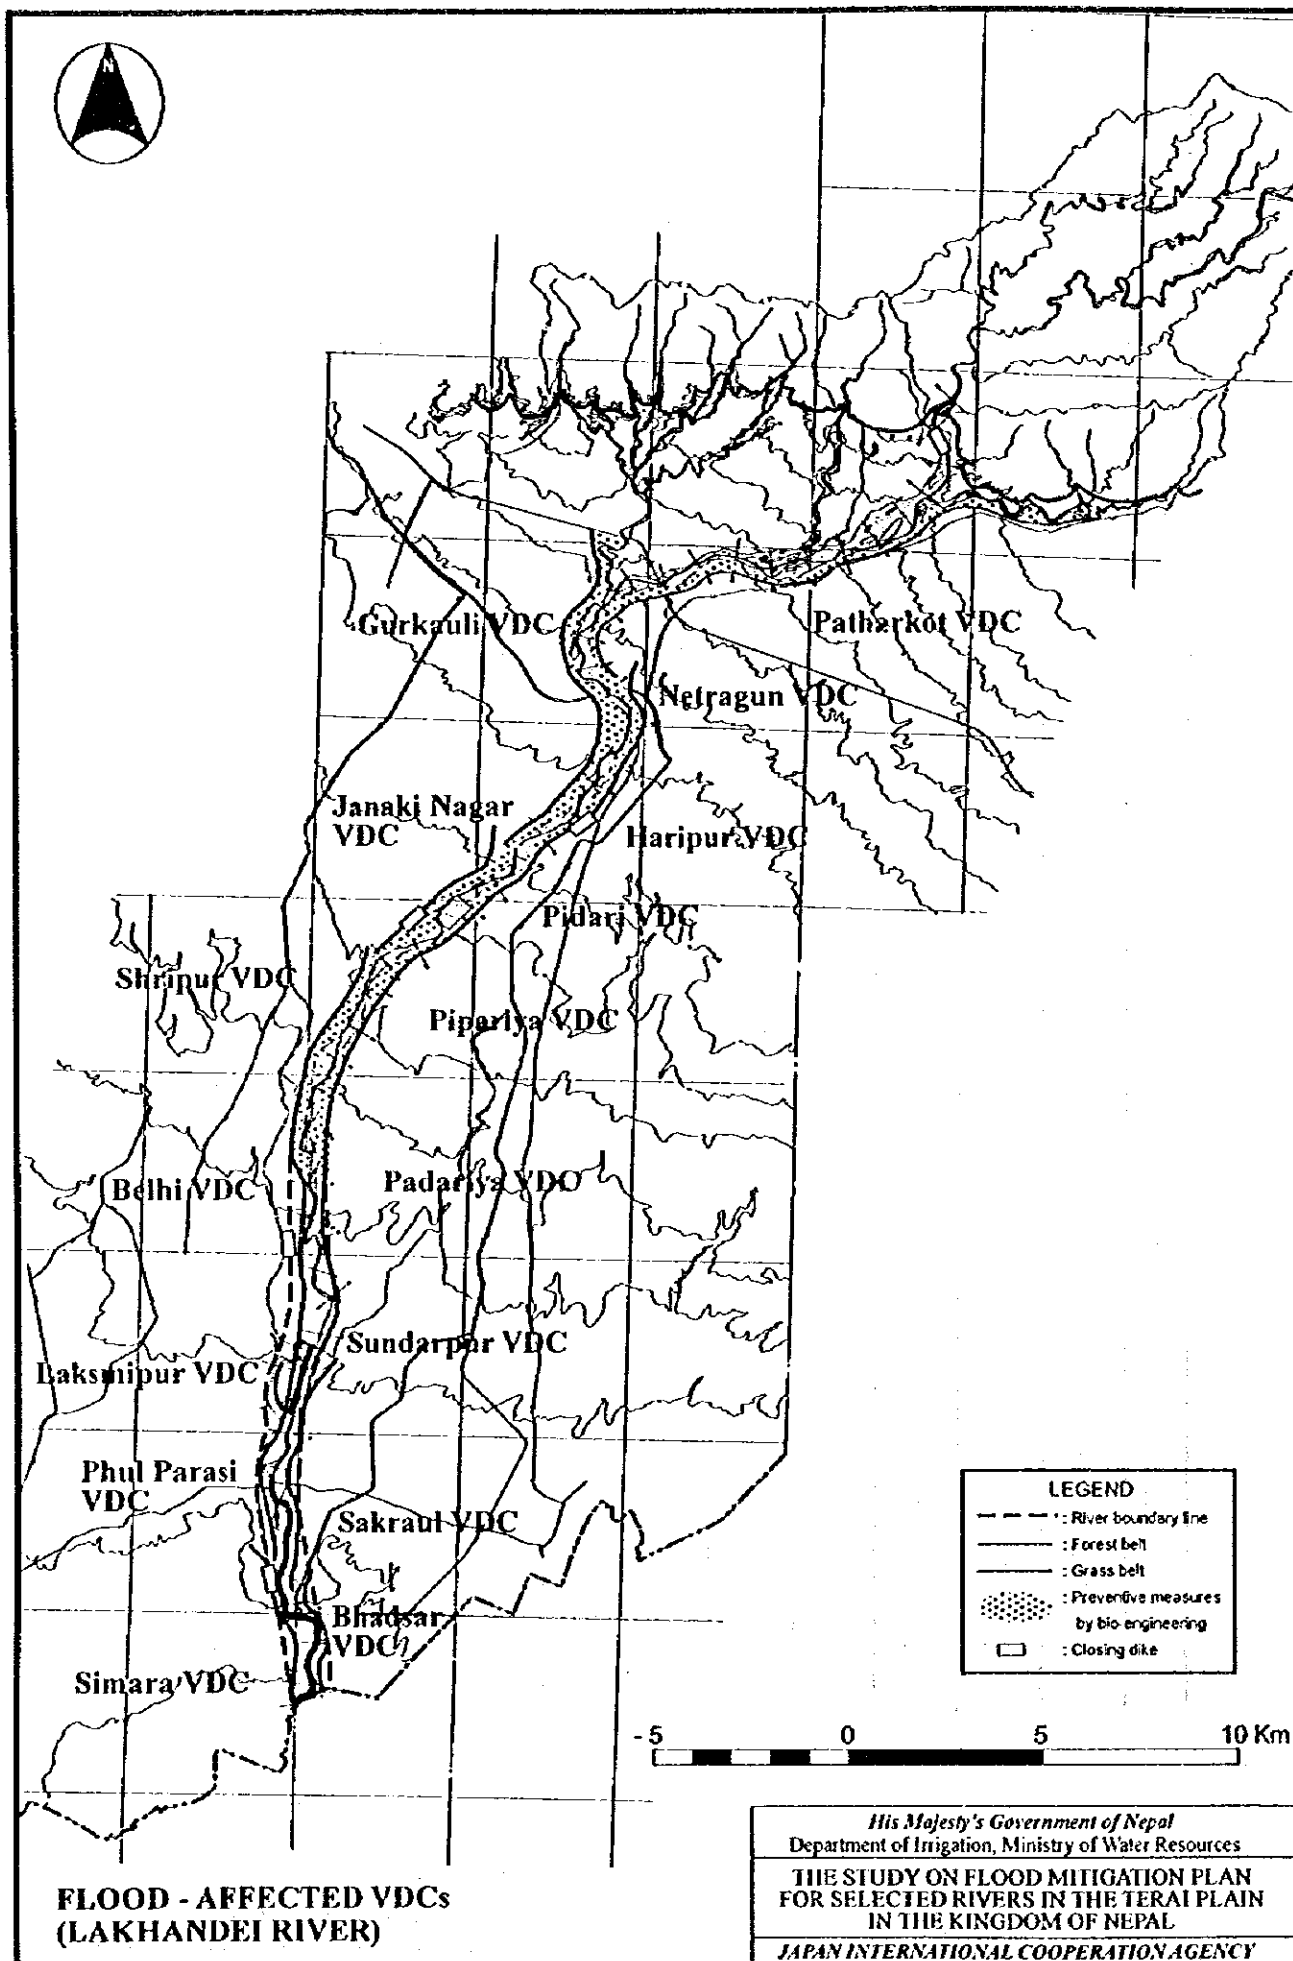 N
Gurkauli VDC
Patharkot VDC
Netragun VDC
Janaki Nagar
VDC
Haripur VDC
Pidari VDC
Shripur VDC
Pipariya VDC
Belhi VDC
Padariya VDC
Sundarpur VDC
Laksmipur VDC
Phul Parasi
VDC
Sakraul VDC
Bhadsar
VDC
Simara VDC
LEGEND
: River boundary line
: Forest belt
: Grass belt
: Preventive measures
by bio-engineering
: Closing dike
- 5 0 5 10 Km
His Majesty's Government of Nepal
Department of Irrigation, Ministry of Water Resources
THE STUDY ON FLOOD MITIGATION PLAN
FOR SELECTED RIVERS IN THE TERAI PLAIN
IN THE KINGDOM OF NEPAL
JAPAN INTERNATIONAL COOPERATION AGENCY
FLOOD - AFFECTED VDCs
(LAKHANDEI RIVER)